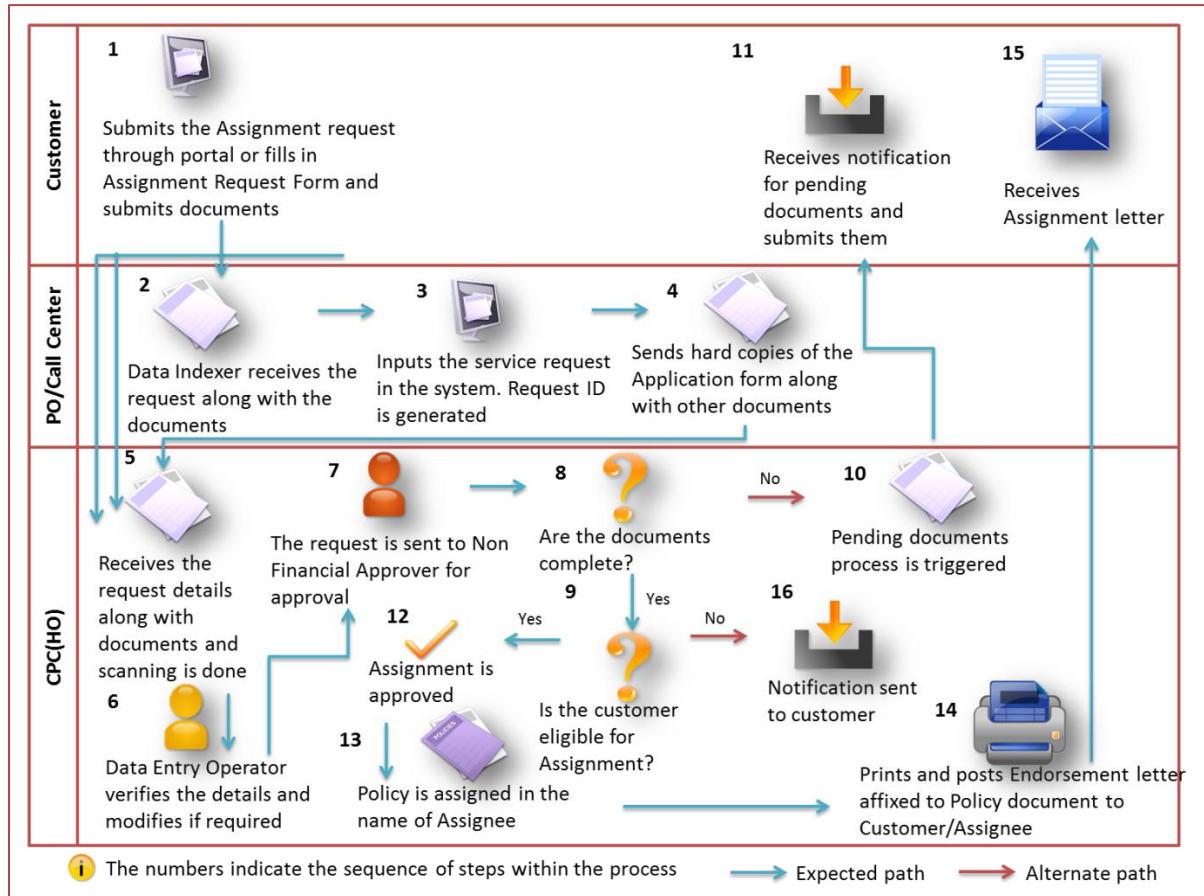 Customer
1
Submits the Assignment request
through portal or fills in
Assignment Request Form and
submits documents
11
Receives notification
for pending
documents and
submits them
15
Receives
Assignment letter
PO/Call Center
2
Data Indexer receives the
request along with the
documents
3
Inputs the service request
in the system. Request ID
is generated
4
Sends hard copies of the
Application form along
with other documents
CPC(HO)
5
Receives the
request details
along with
documents and
scanning is done
6
Data Entry Operator
verifies the details and
modifies if required
7
The request is sent to Non
Financial Approver for
approval
8
Are the documents
complete?
No
10
Pending documents
process is triggered
Yes
9
Is the customer
eligible for
Assignment?
Yes
No
12
Assignment is
approved
16
Notification sent
to customer
13
POLICIES
Policy is assigned in the
name of Assignee
14
Prints and posts Endorsement letter
affixed to Policy document to
Customer/Assignee
i The numbers indicate the sequence of steps within the process
Expected path
Alternate path